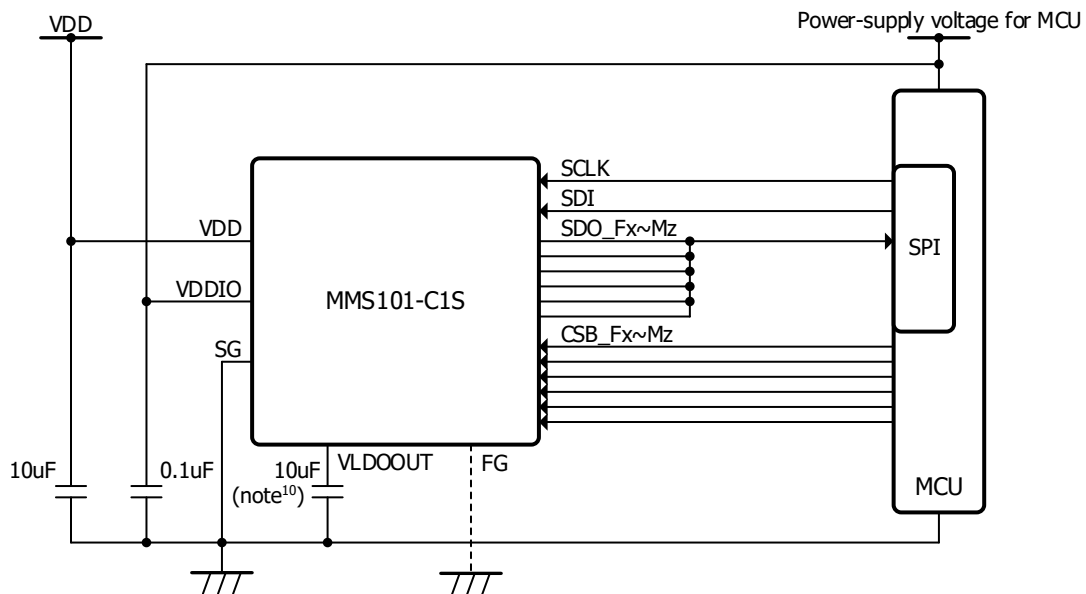 VDD
Power-supply voltage for MCU
SCLK
SDI
VDD
SDO_Fx~Mz
SPI
VDDIO
MMS101-C1S
SG
CSB_Fx~Mz
10uF
0.1uF
10uF
(note¹⁰)
VLDOOUT
FG
MCU